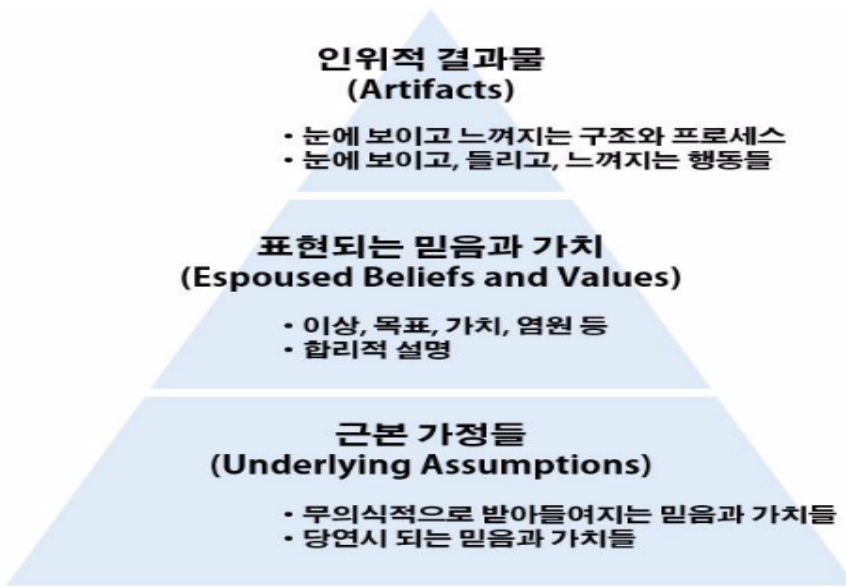 인위적 결과물
(Artifacts)
• 눈에 보이고 느껴지는 구조와 프로세스
• 눈에 보이고, 들리고, 느껴지는 행동들
표현되는 믿음과 가치
(Espoused Beliefs and Values)
• 이상, 목표, 가치, 염원 등
• 합리적 설명
근본 가정들
(Underlying Assumptions)
• 무의식적으로 받아들여지는 믿음과 가치들
• 당연시 되는 믿음과 가치들